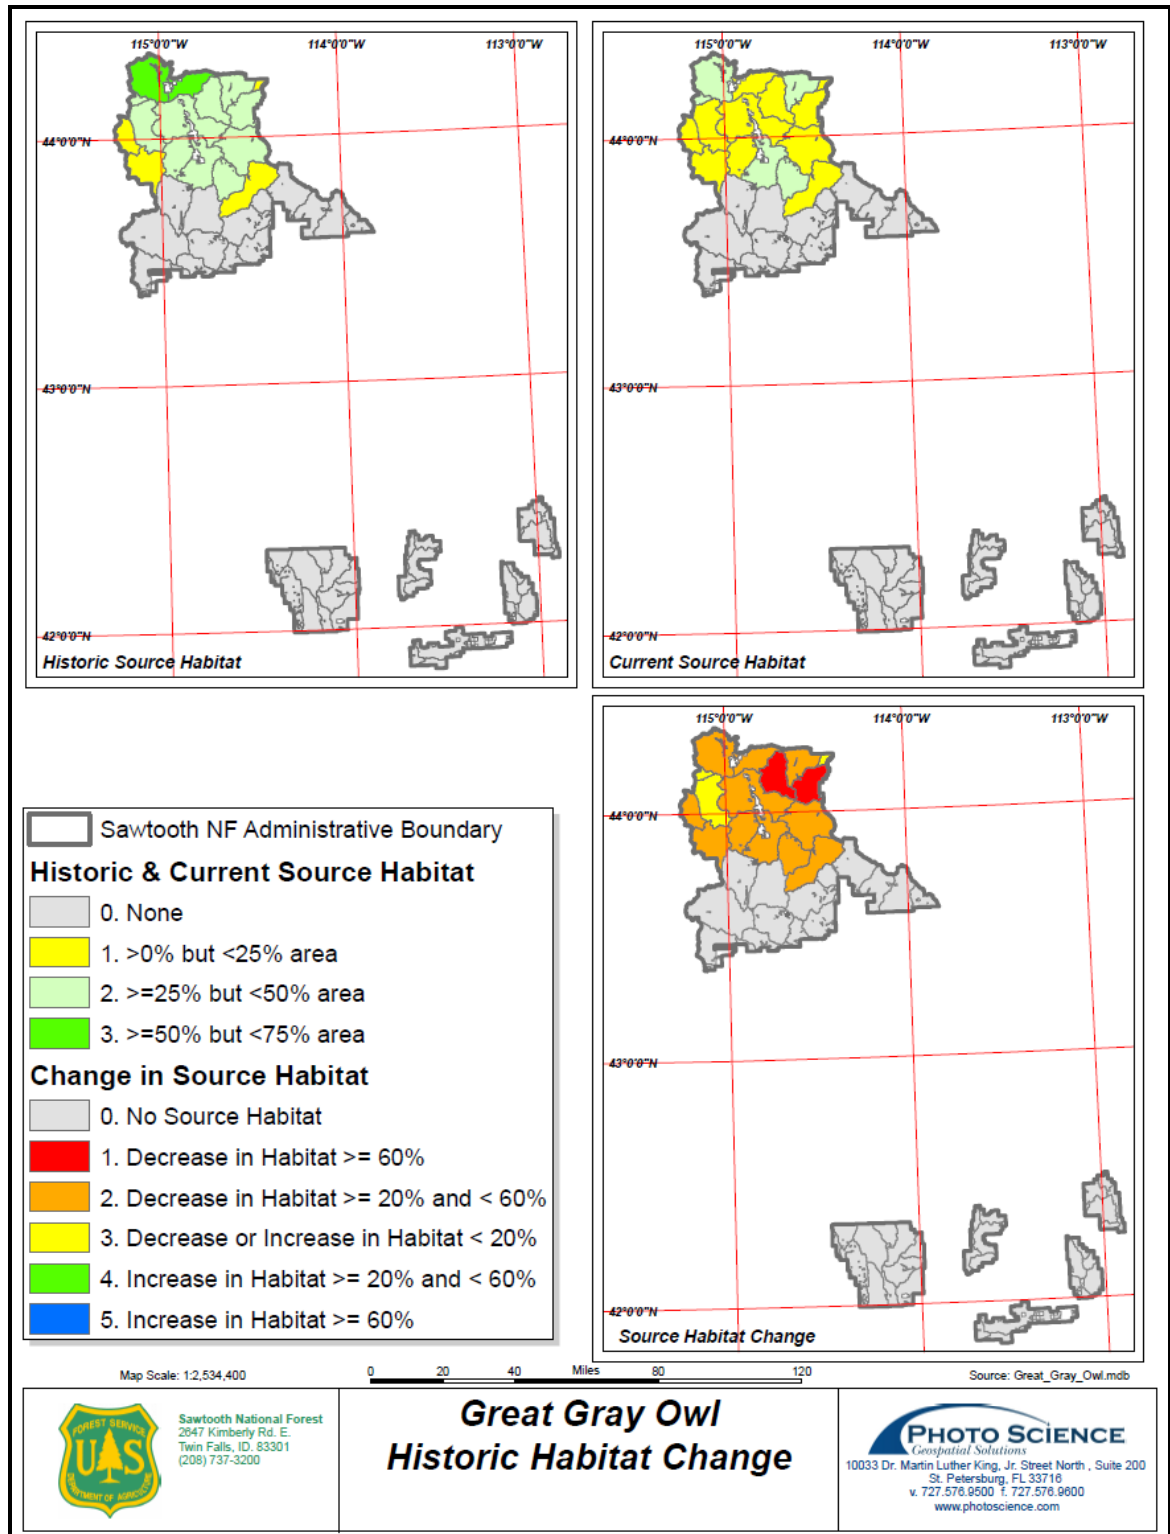 115°0'0"W 114°0'0"W 113°0'0"W
44°0'0"N
43°0'0"N
42°0'0"N
Historic Source Habitat
115°0'0"W 114°0'0"W 113°0'0"W
44°0'0"N
43°0'0"N
42°0'0"N
Current Source Habitat
115°0'0"W 114°0'0"W 113°0'0"W
44°0'0"N
43°0'0"N
42°0'0"N
Source Habitat Change
Sawtooth NF Administrative Boundary
Historic & Current Source Habitat
0. None
1. >0% but <25% area
2. >=25% but <50% area
3. >=50% but <75% area
Change in Source Habitat
0. No Source Habitat
1. Decrease in Habitat >= 60%
2. Decrease in Habitat >= 20% and < 60%
3. Decrease or Increase in Habitat < 20%
4. Increase in Habitat >= 20% and < 60%
5. Increase in Habitat >= 60%
Map Scale: 1:2,534,400
0 20 40 Miles 80 120
Source: Great_Gray_Owl.mdb
FOREST SERVICE
UAS
DEPARTMENT OF AGRICULTURE
Sawtooth National Forest
2647 Kimberly Rd. E.
Twin Falls, ID. 83301
(208) 737-3200
Great Gray Owl
Historic Habitat Change
PHOTO SCIENCE
Geospatial Solutions
10033 Dr. Martin Luther King, Jr. Street North , Suite 200
St. Petersburg, FL 33716
v. 727.576.9500 f. 727.576.9600
www.photoscience.com